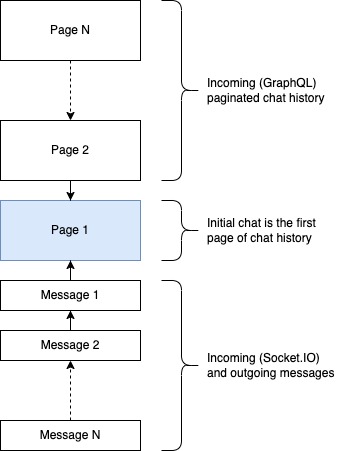 Page N
Incoming (GraphQL)
paginated chat history
Page 2
Page 1
Initial chat is the first
page of chat history
Message 1
Message 2
Incoming (Socket.IO)
and outgoing messages
Message N